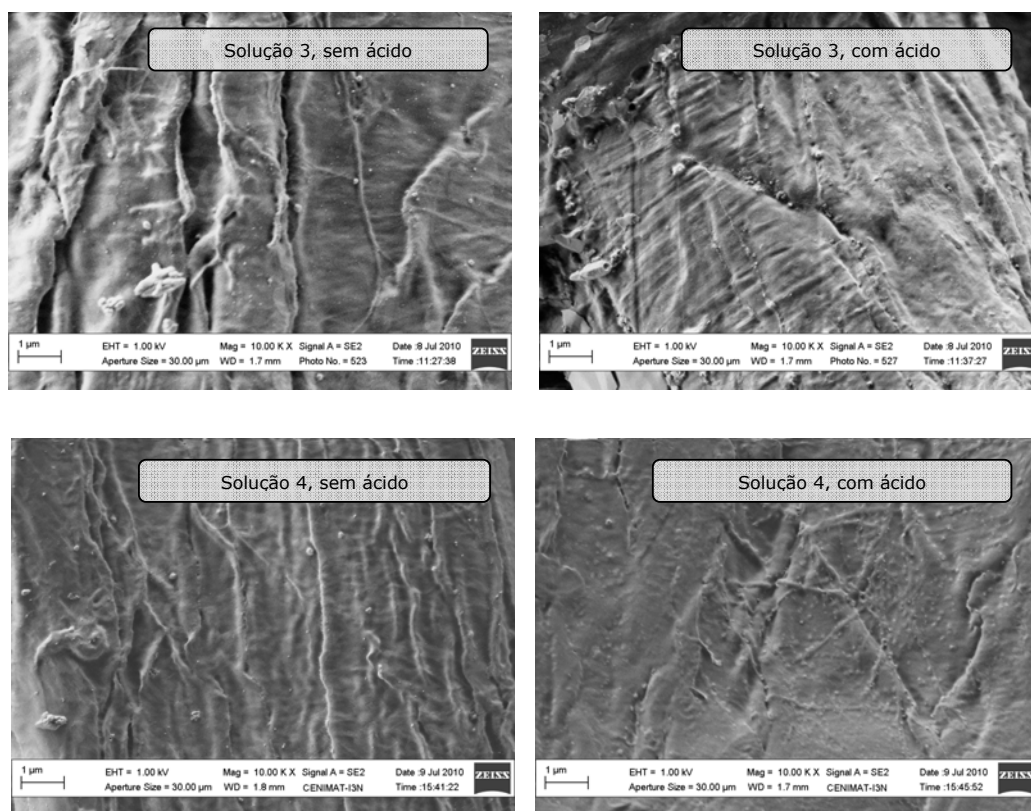 Solução 3, sem ácido
1 µm
EHT = 1.00 kV Mag = 10.00 K X Signal A = SE2 Date :8 Jul 2010
Aperture Size = 30.00 µm WD = 1.7 mm Photo No. = 523 Time :11:27:38
ZEISS
Solução 3, com ácido
1 µm
EHT = 1.00 kV Mag = 10.00 K X Signal A = SE2 Date :8 Jul 2010
Aperture Size = 30.00 µm WD = 1.7 mm Photo No. = 527 Time :11:37:27
ZEISS
Solução 4, sem ácido
1 µm
EHT = 1.00 kV Mag = 10.00 K X Signal A = SE2 Date :9 Jul 2010
Aperture Size = 30.00 µm WD = 1.8 mm CENIMAT-I3N Time :15:41:22
ZEISS
Solução 4, com ácido
1 µm
EHT = 1.00 kV Mag = 10.00 K X Signal A = SE2 Date :9 Jul 2010
Aperture Size = 30.00 µm WD = 1.7 mm CENIMAT-I3N Time :15:45:52
ZEISS